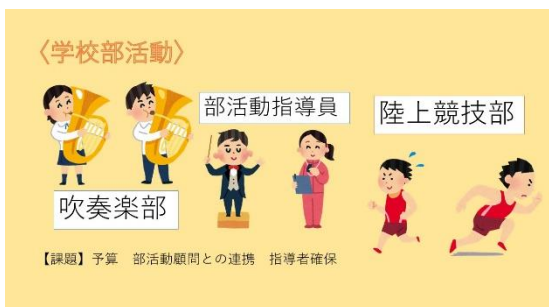 〈学校部活動〉
部活動指導員
陸上競技部
吹奏楽部
【課題】予算　部活動顧問との連携　指導者確保